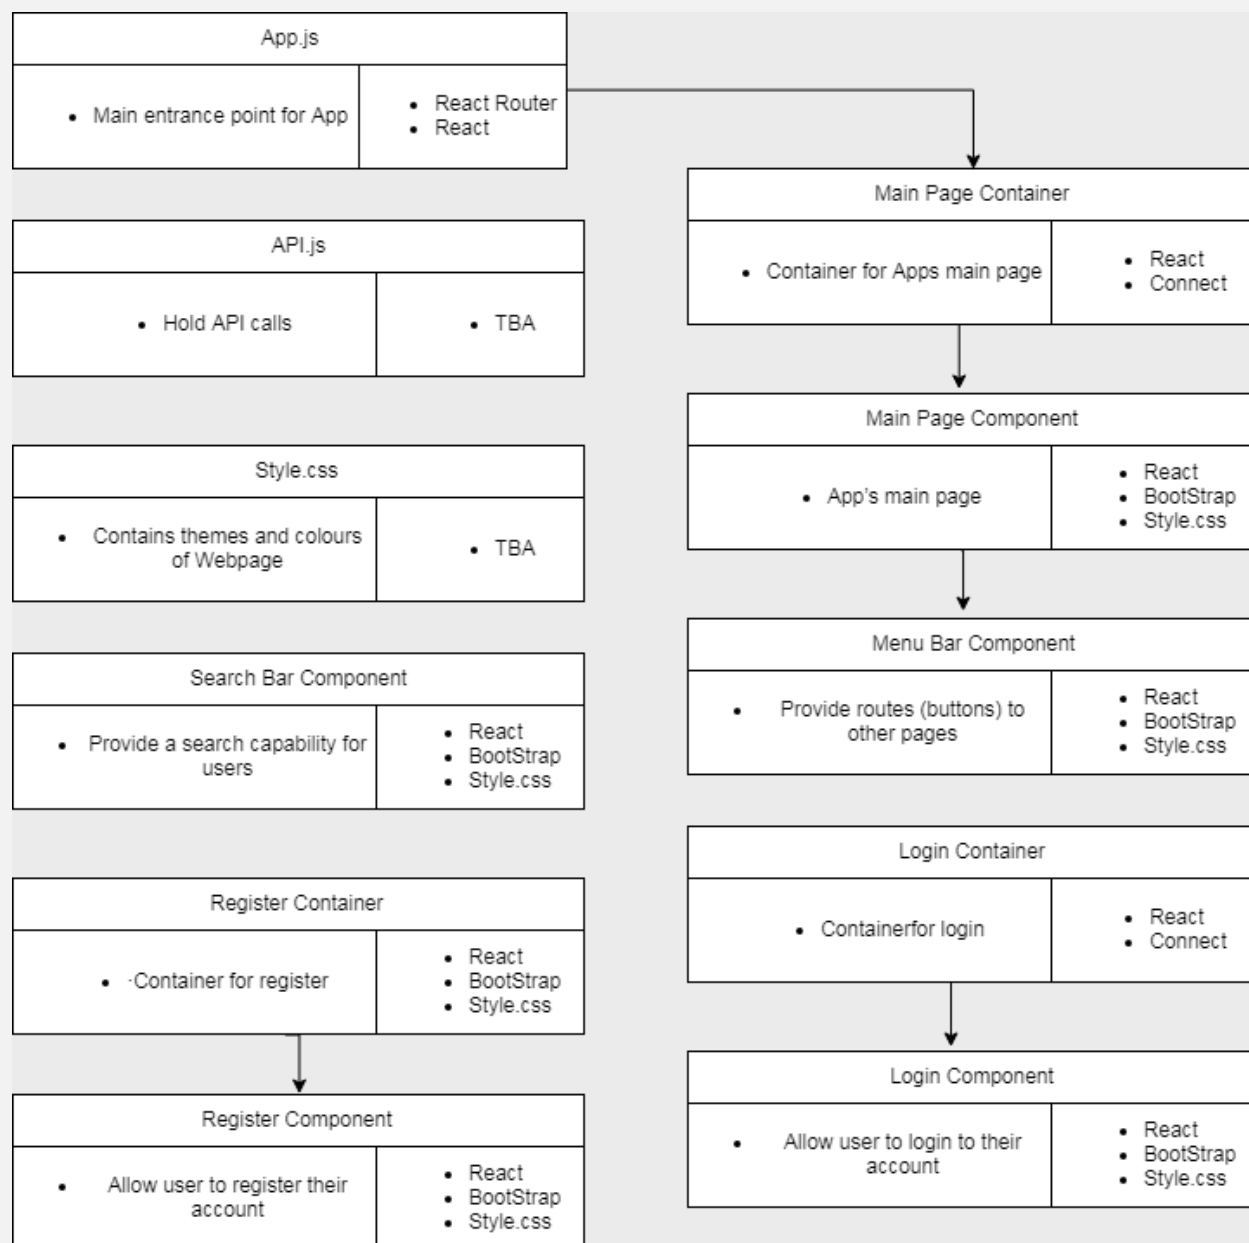 App.js
Main entrance point for App
React Router
React
Main Page Container
Container for Apps main page
React
Connect
API.js
Hold API calls
TBA
Main Page Component
App's main page
React
BootStrap
Style.css
Style.css
Contains themes and colours
of Webpage
TBA
Menu Bar Component
Provide routes (buttons) to
other pages
React
BootStrap
Style.css
Search Bar Component
Provide a search capability for
users
React
BootStrap
Style.css
Login Container
Containerfor login
React
Connect
Register Container
·Container for register
React
BootStrap
Style.css
Login Component
Allow user to login to their
account
React
BootStrap
Style.css
Register Component
Allow user to register their
account
React
BootStrap
Style.css